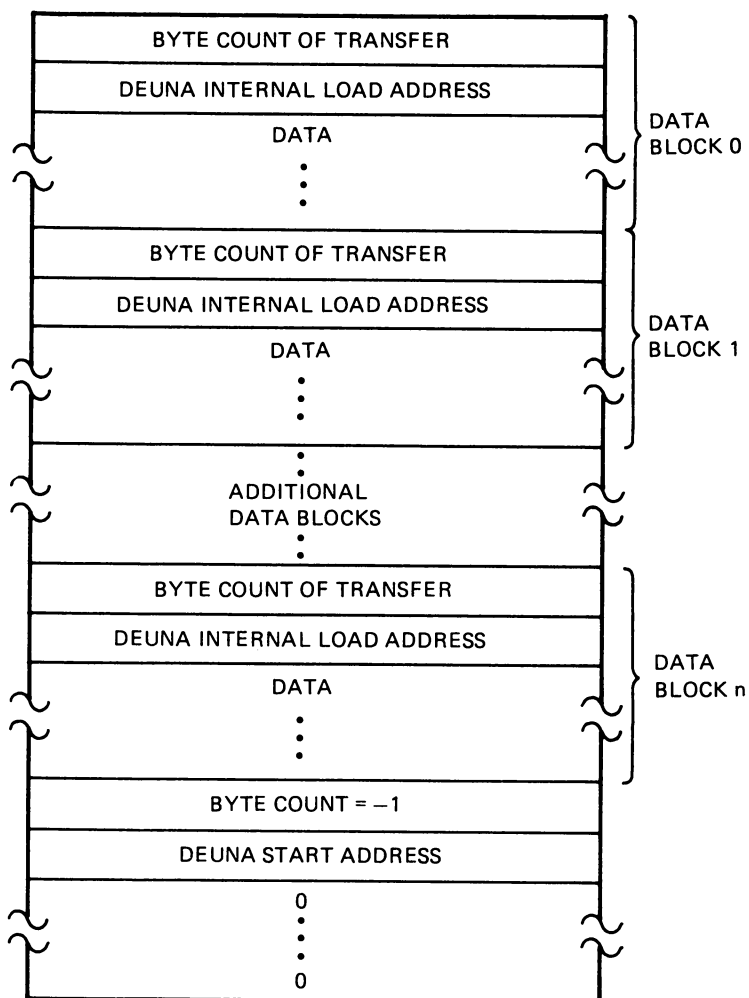 BYTE COUNT OF TRANSFER
DEUNA INTERNAL LOAD ADDRESS
DATA
DATA
BLOCK 0
BYTE COUNT OF TRANSFER
DEUNA INTERNAL LOAD ADDRESS
DATA
DATA
BLOCK 1
ADDITIONAL
DATA BLOCKS
BYTE COUNT OF TRANSFER
DEUNA INTERNAL LOAD ADDRESS
DATA
DATA
BLOCK n
BYTE COUNT = −1
DEUNA START ADDRESS
0
0